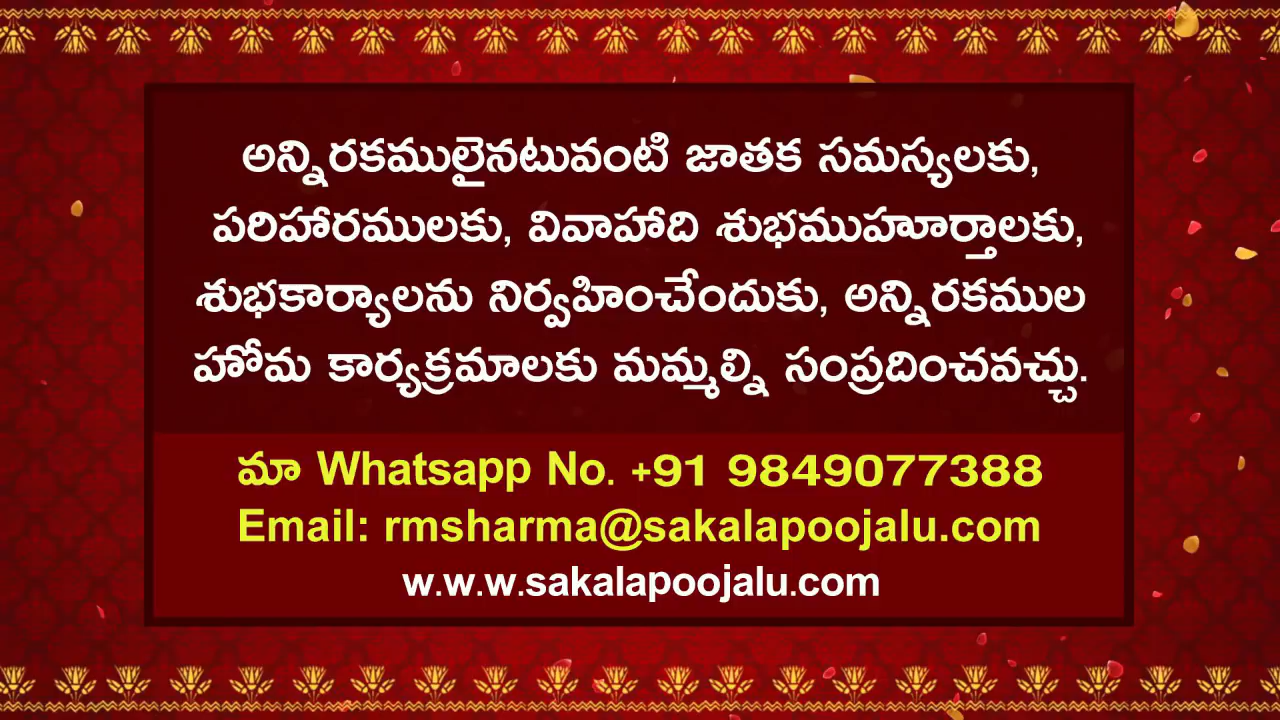 అన్నిరకములైనటువంటి జాతక సమస్యలకు,
పరిహారములకు, వివాహాది శుభముహూర్తాలకు,
శుభకార్యాలను నిర్వహించేందుకు, అన్నిరకముల
హోమ కార్యక్రమాలకు మమ్మల్ని సంప్రదించవచ్చు.
మా Whatsapp No. +91 9849077388
Email: rmsharma@sakalapoojalu.com
w.w.w.sakalapoojalu.com